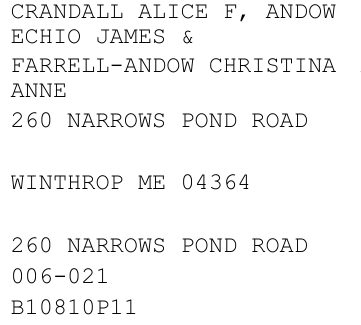 CRANDALL ALICE F, ANDOW
ECHIO JAMES &
FARRELL-ANDOW CHRISTINA
ANNE
260 NARROWS POND ROAD
WINTHROP ME 04364
260 NARROWS POND ROAD
006-021
B10810P11